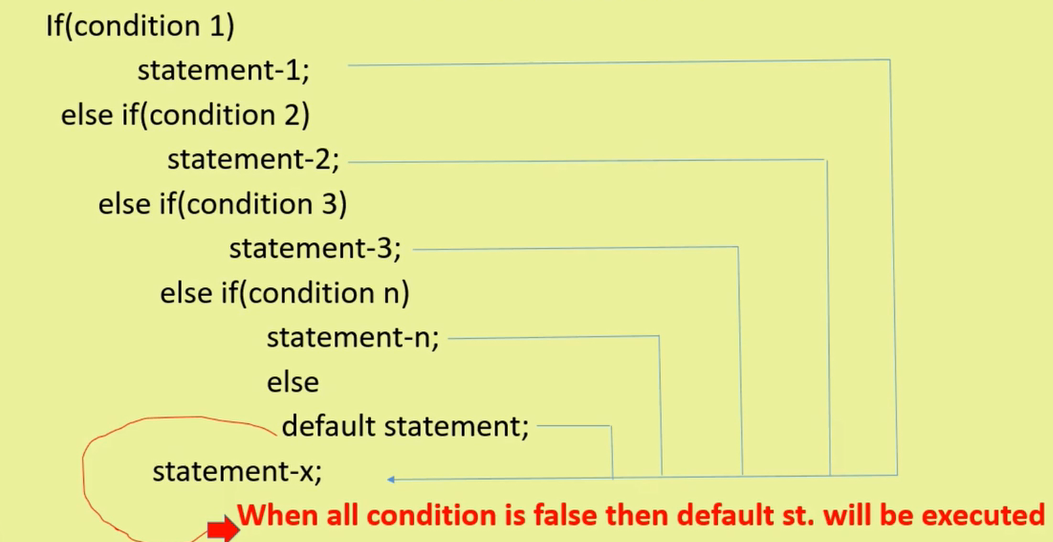 If(condition 1)
statement-1;
else if(condition 2)
statement-2;
else if(condition 3)
statement-3;
else if(condition n)
statement-n;
else
default statement;
statement-x;
When all condition is false then default st. will be executed